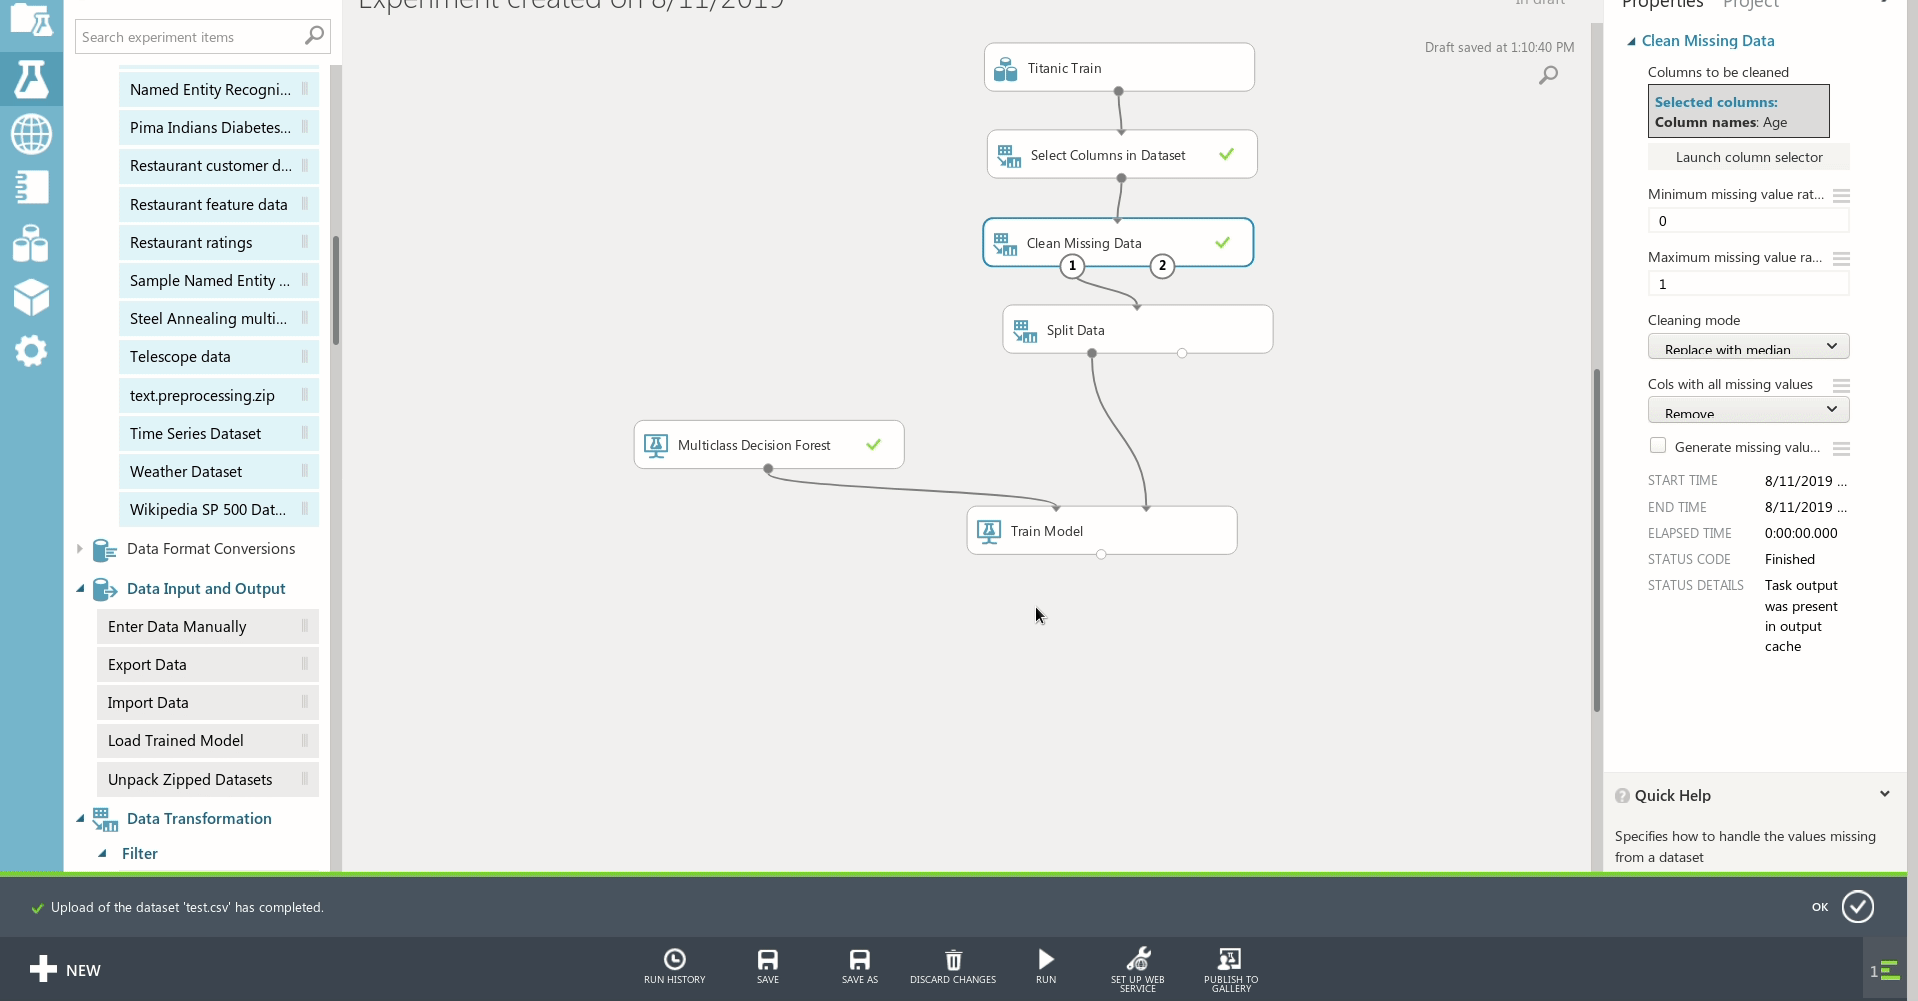 Experiment created on 8/11/2019
In draft
Properties Project
Search experiment items
Named Entity Recogni...
Pima Indians Diabetes...
Restaurant customer d...
Restaurant feature data
Restaurant ratings
Sample Named Entity ...
Steel Annealing multi...
Telescope data
text.preprocessing.zip
Time Series Dataset
Weather Dataset
Wikipedia SP 500 Dat...
Data Format Conversions
Data Input and Output
Enter Data Manually
Export Data
Import Data
Load Trained Model
Unpack Zipped Datasets
Data Transformation
Filter
Draft saved at 1:10:40 PM
Titanic Train
Select Columns in Dataset
Clean Missing Data
1 2
Split Data
Multiclass Decision Forest
Train Model
Clean Missing Data
Columns to be cleaned
Selected columns:
Column names: Age
Launch column selector
Minimum missing value rat...
0
Maximum missing value ra...
1
Cleaning mode
Replace with median
Cols with all missing values
Remove
Generate missing valu...
START TIME 8/11/2019 ...
END TIME 8/11/2019 ...
ELAPSED TIME 0:00:00.000
STATUS CODE Finished
STATUS DETAILS Task output
was present
in output
cache
? Quick Help
Specifies how to handle the values missing
from a dataset
Upload of the dataset 'test.csv' has completed.
OK
NEW
RUN HISTORY
SAVE
SAVE AS
DISCARD CHANGES
RUN
SET UP WEB
SERVICE
PUBLISH TO
GALLERY
1